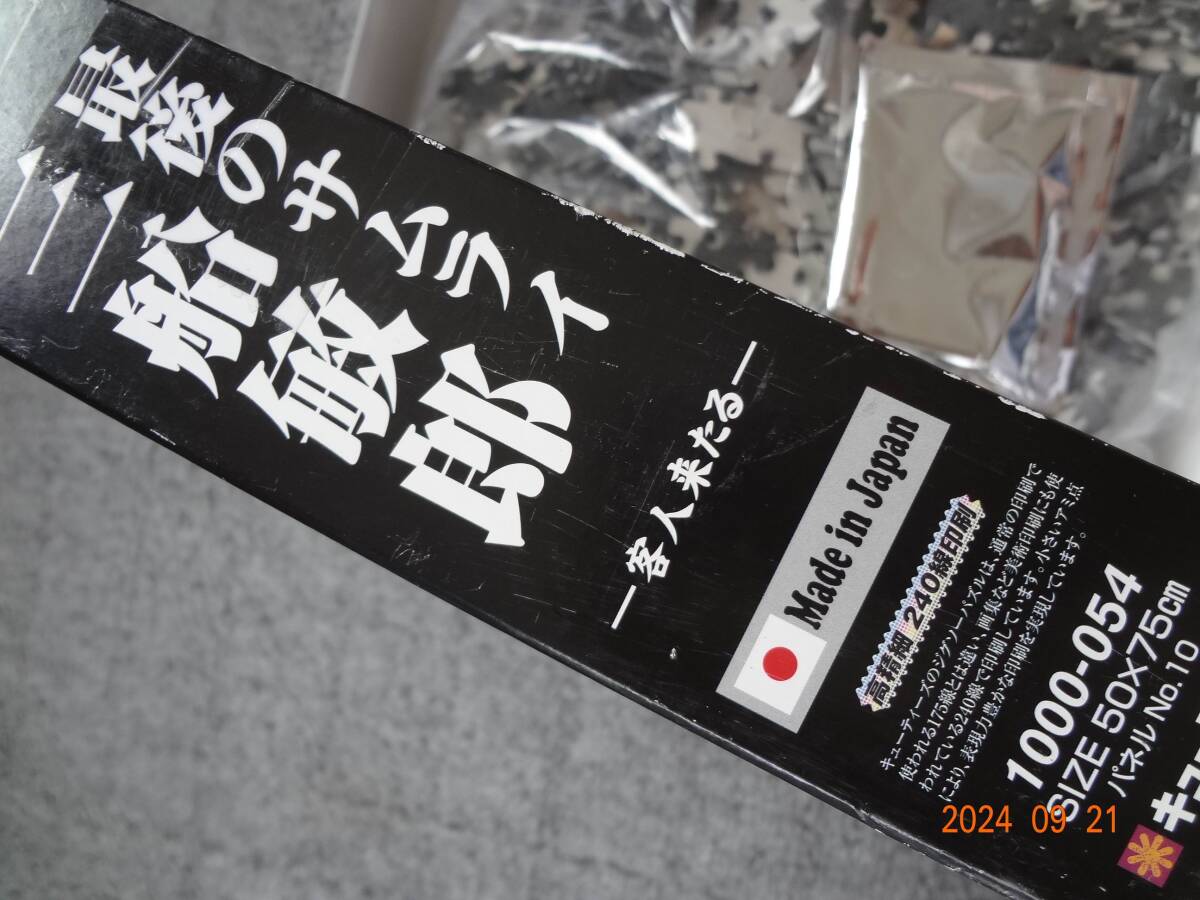 最後のサムライ
三船敏郎
―客人来たる―
Made in Japan
高精細 240線印刷
キューティーズのジグソーパズルは、通常の印刷で
使われる175線とは違い、画集など美術印刷にも使
われている240線で印刷しています。小さいアミ点
により、表現力豊かな印刷を実現しています。
1000-054
SIZE 50×75cm
パネル No.10
キュ
2024 09 21